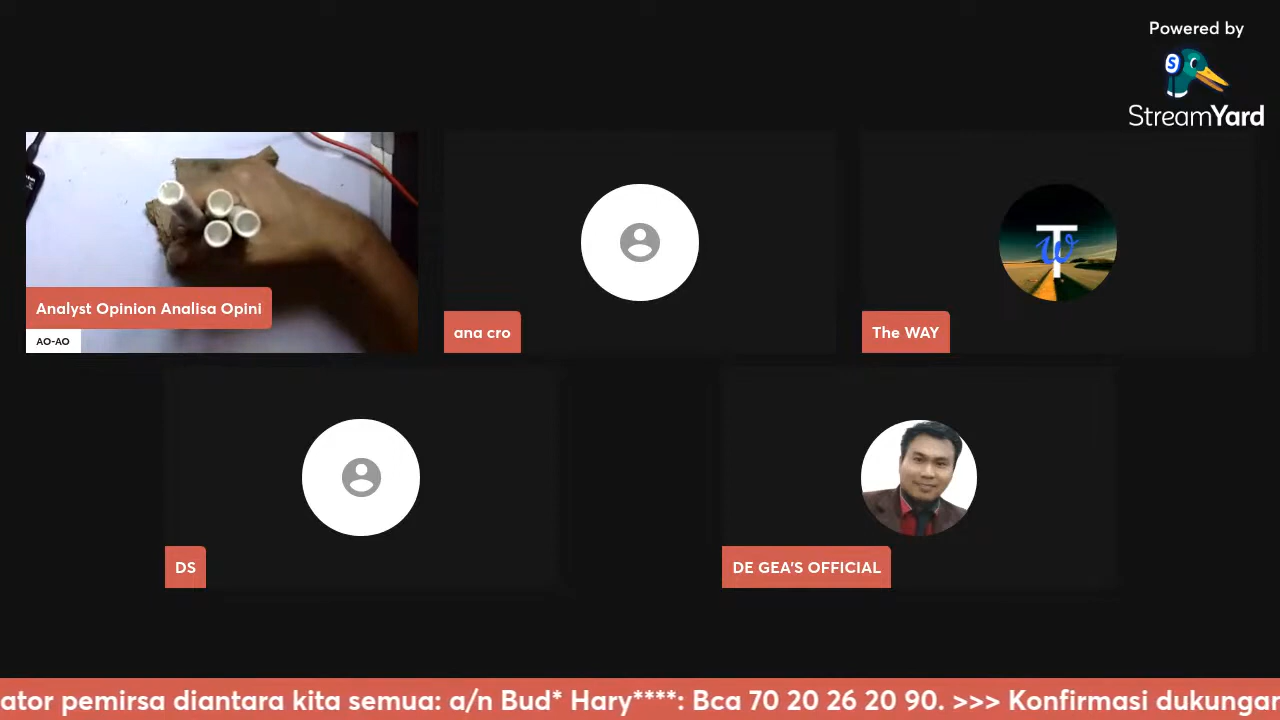 Powered by
S
StreamYard
Analyst Opinion Analisa Opini
AO-AO
ana cro
T
w
The WAY
DS
DE GEA'S OFFICIAL
ator pemirsa diantara kita semua: a/n Bud* Hary****: Bca 70 20 26 20 90. >>> Konfirmasi dukungan